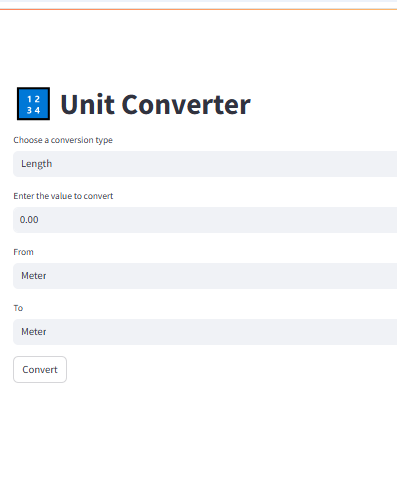 1 2
3 4
Unit Converter
Choose a conversion type
Length
Enter the value to convert
0.00
From
Meter
To
Meter
Convert